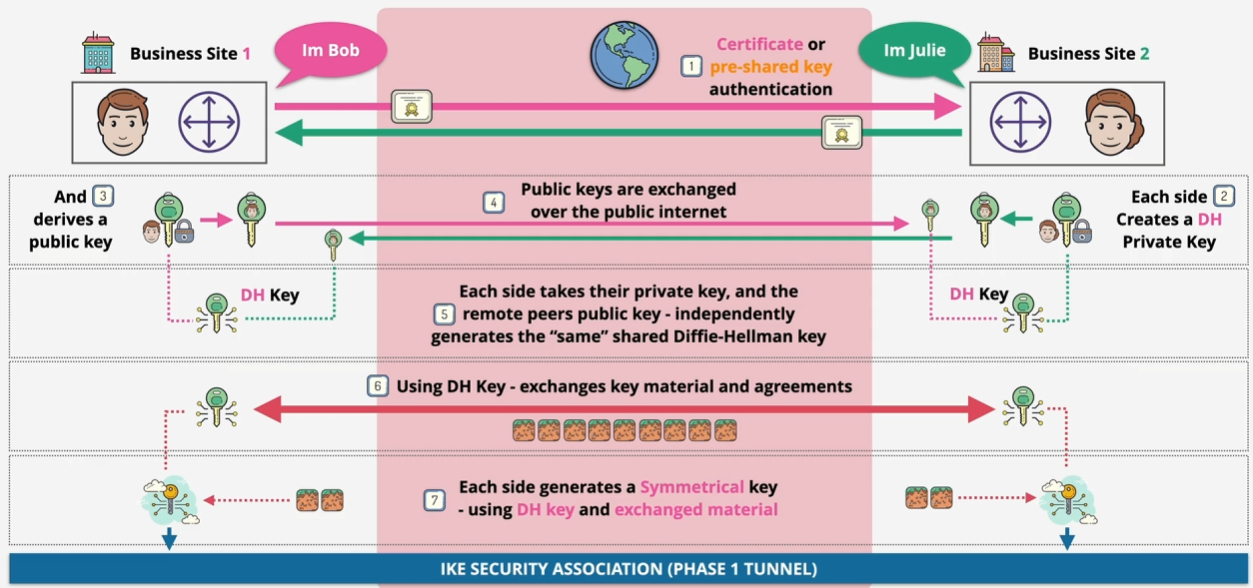 Business Site 1
Im Bob
1
Certificate or
pre-shared key
authentication
Im Julie
Business Site 2
And 3
derives a
public key
4
Public keys are exchanged
over the public internet
Each side 2
Creates a DH
Private Key
DH Key
5
Each side takes their private key, and the
remote peers public key - independently
generates the “same” shared Diffie-Hellman key
DH Key
6 Using DH Key - exchanges key material and agreements
7
Each side generates a Symmetrical key
- using DH key and exchanged material
IKE SECURITY ASSOCIATION (PHASE 1 TUNNEL)